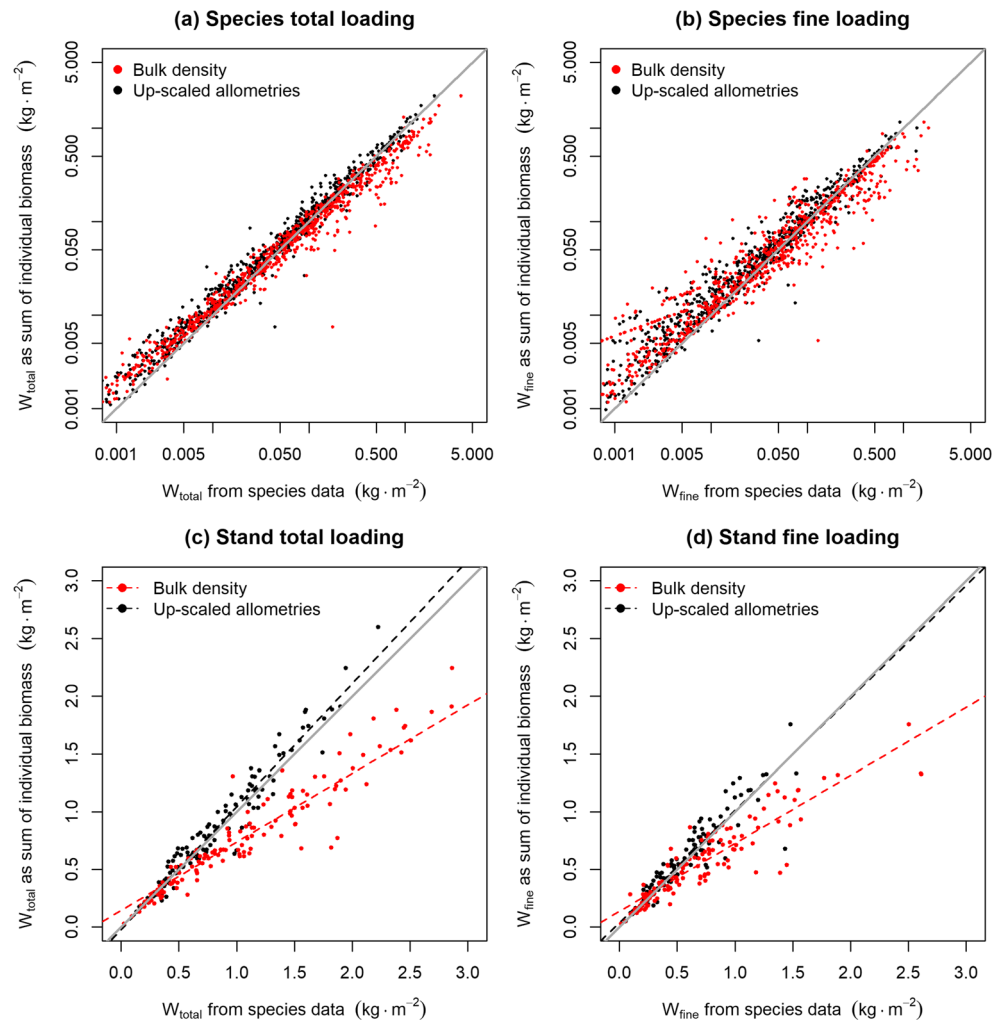 (a) Species total loading
(b) Species fine loading
W_total as sum of individual biomass (kg·m⁻²)
5.000
0.500
0.050
0.005
0.001
Bulk density
Up-scaled allometries
0.001 0.005 0.050 0.500 5.000
W_total from species data (kg·m⁻²)
W_fine as sum of individual biomass (kg·m⁻²)
5.000
0.500
0.050
0.005
0.001
Bulk density
Up-scaled allometries
0.001 0.005 0.050 0.500 5.000
W_fine from species data (kg·m⁻²)
(c) Stand total loading
(d) Stand fine loading
W_total as sum of individual biomass (kg·m⁻²)
3.0
2.5
2.0
1.5
1.0
0.5
0.0
Bulk density
Up-scaled allometries
0.0 0.5 1.0 1.5 2.0 2.5 3.0
W_total from species data (kg·m⁻²)
W_fine as sum of individual biomass (kg·m⁻²)
3.0
2.5
2.0
1.5
1.0
0.5
0.0
Bulk density
Up-scaled allometries
0.0 0.5 1.0 1.5 2.0 2.5 3.0
W_fine from species data (kg·m⁻²)